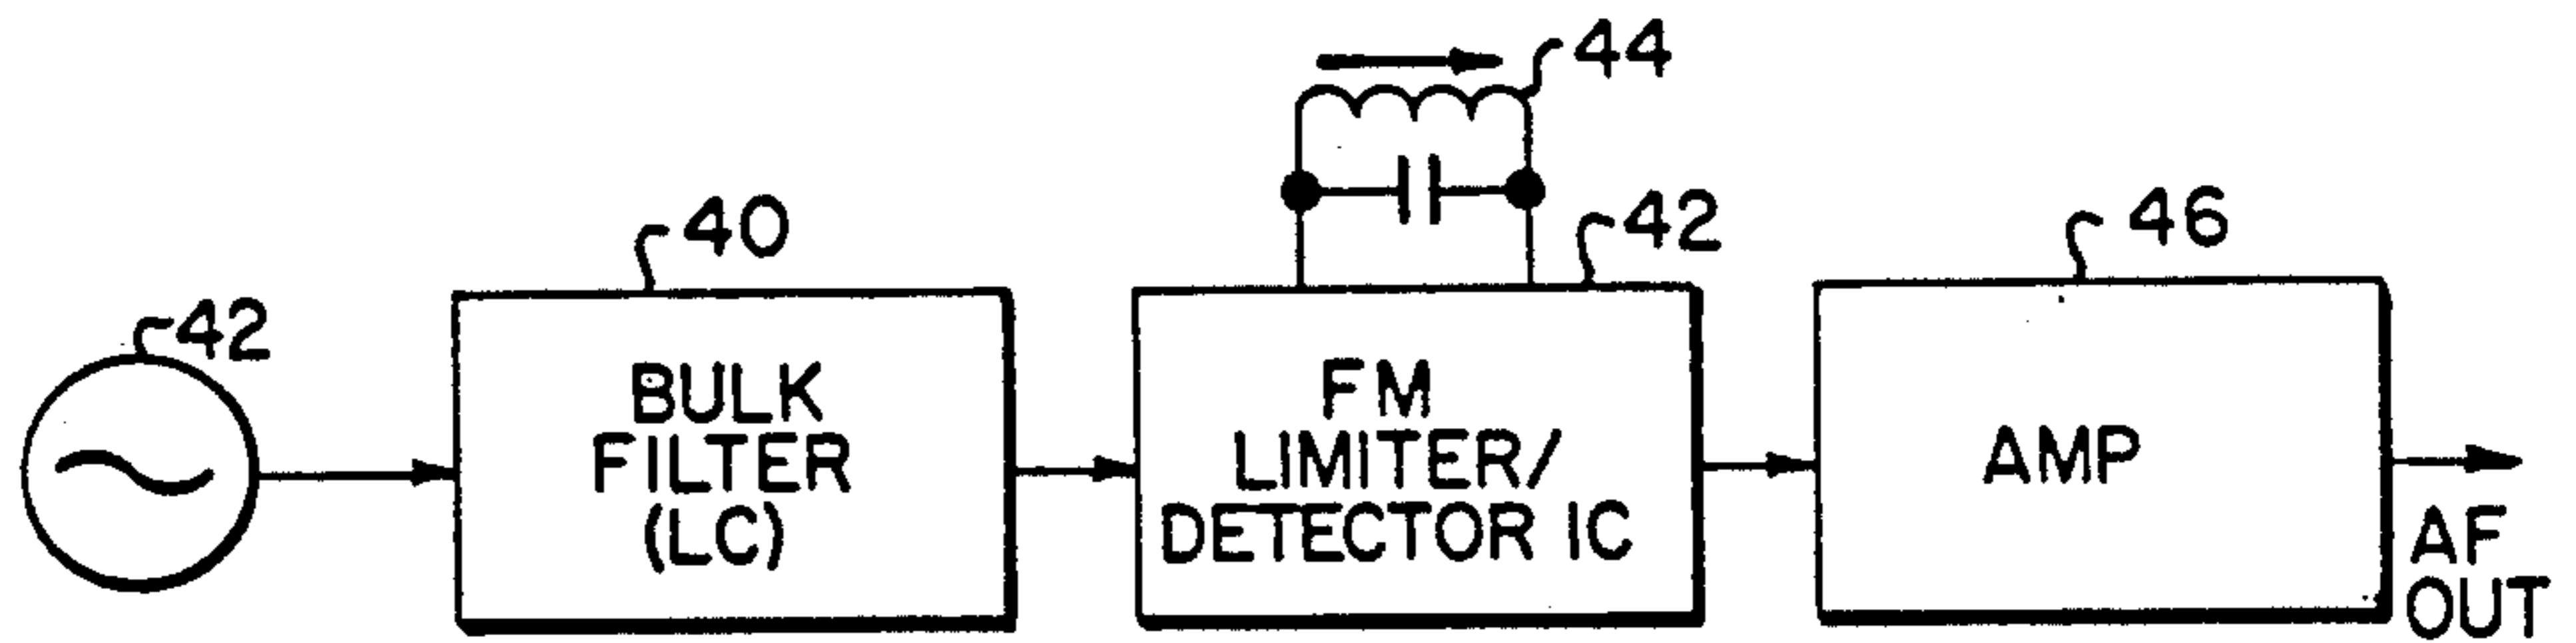 44
40
42
46
42
BULK
FILTER
(LC)
FM
LIMITER/
DETECTOR IC
AMP
AF
OUT